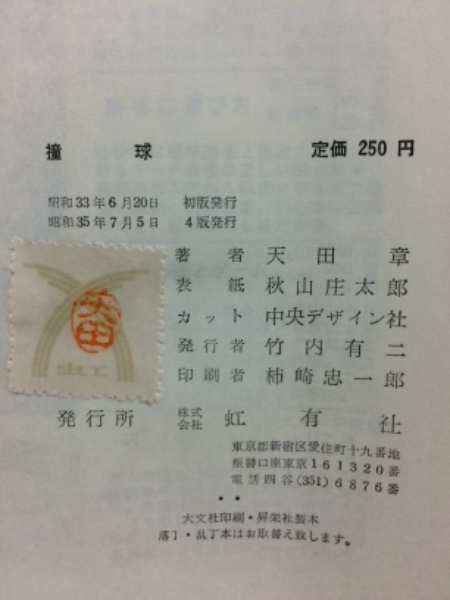 撞球 定価 250 円
昭和33年6月20日 初版発行
昭和35年7月5日 4版発行
著者 天田章
表紙 秋山庄太郎
カット 中央デザイン社
発行者 竹内有二
印刷者 柿崎忠一郎
発行所 株式会社 虹有社
東京都新宿区愛住町十九番地
振替口座東京161320番
電話四谷(351)6876番
大文社印刷・昇栄社製本
落丁・乱丁本はお取替え致します。